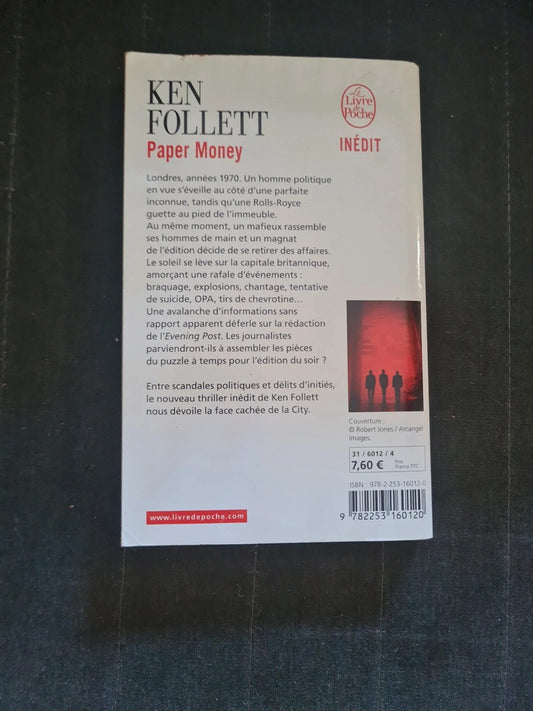 KEN
FOLLETT
Paper Money
Le
Livre
de
Poche
INÉDIT
Londres, années 1970. Un homme politique
en vue s'éveille au côté d'une parfaite
inconnue, tandis qu'une Rolls-Royce
guette au pied de l'immeuble.
Au même moment, un mafieux rassemble
ses hommes de main et un magnat
de l'édition décide de se retirer des affaires.
Le soleil se lève sur la capitale britannique,
amorçant une rafale d'événements :
braquage, explosions, chantage, tentative
de suicide, OPA, tirs de chevrotine...
Une avalanche d'informations sans
rapport apparent déferle sur la rédaction
de l'Evening Post. Les journalistes
parviendront-ils à assembler les pièces
du puzzle à temps pour l'édition du soir ?
Entre scandales politiques et délits d'initiés,
le nouveau thriller inédit de Ken Follett
nous dévoile la face cachée de la City.
Couverture :
© Robert Jones / Arcangel
Images.
31 / 6012 / 4
7,60 € Prix
France TTC
ISBN : 978-2-253-16012-0
9 782253 160120
www.livredepoche.com